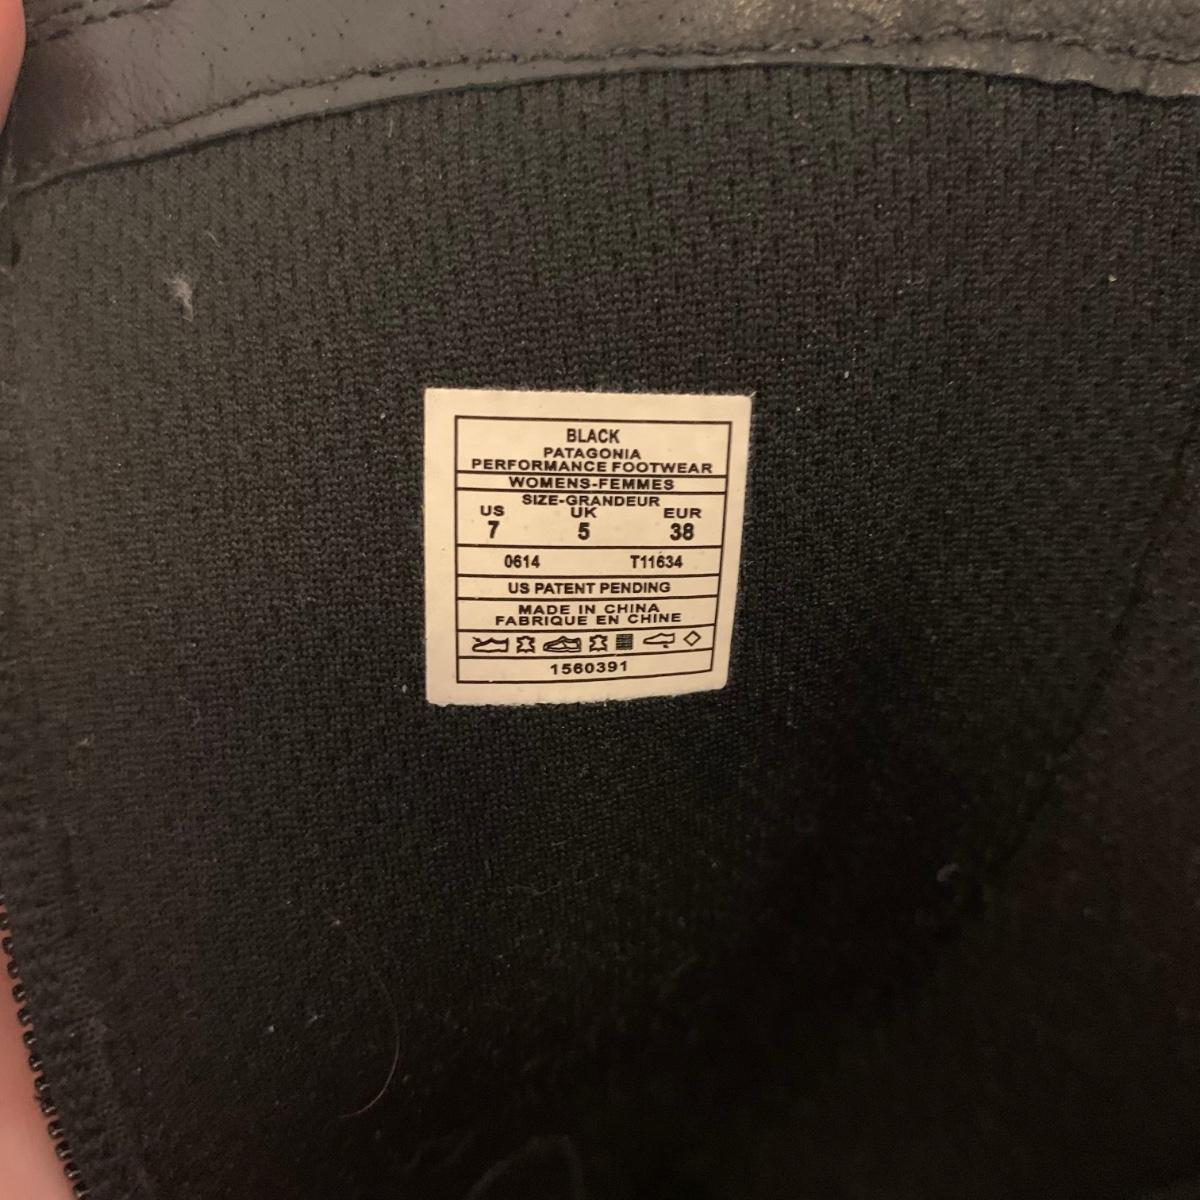 BLACK
PATAGONIA
PERFORMANCE FOOTWEAR
WOMENS-FEMMES
SIZE-GRANDEUR
US UK EUR
7 5 38
0614 T11634
US PATENT PENDING
MADE IN CHINA
FABRIQUE EN CHINE
1560391